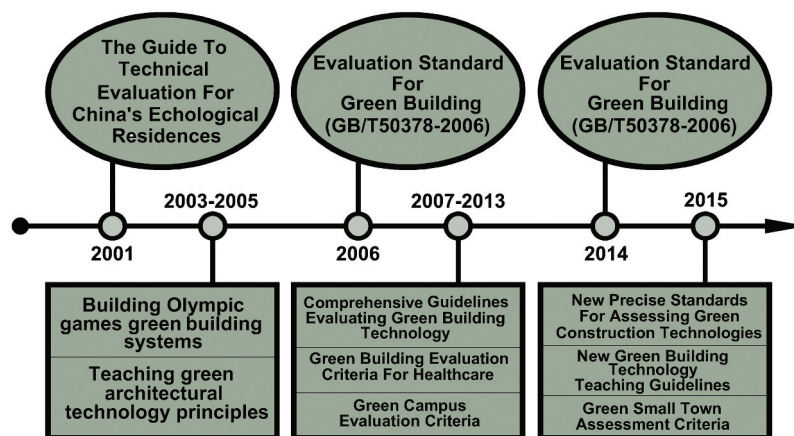 The Guide To
Technical
Evaluation For
China's Echological
Residences
Evaluation Standard
For
Green Building
(GB/T50378-2006)
Evaluation Standard
For
Green Building
(GB/T50378-2006)
2003-2005
2007-2013
2015
2001
2006
2014
Building Olympic
games green building
systems
Teaching green
architectural
technology principles
Comprehensive Guidelines
Evaluating Green Building
Technology
Green Building Evaluation
Criteria For Healthcare
Green Campus
Evaluation Criteria
New Precise Standards
For Assessing Green
Construction Technologies
New Green Building
Technology
Teaching Guidelines
Green Small Town
Assessment Criteria